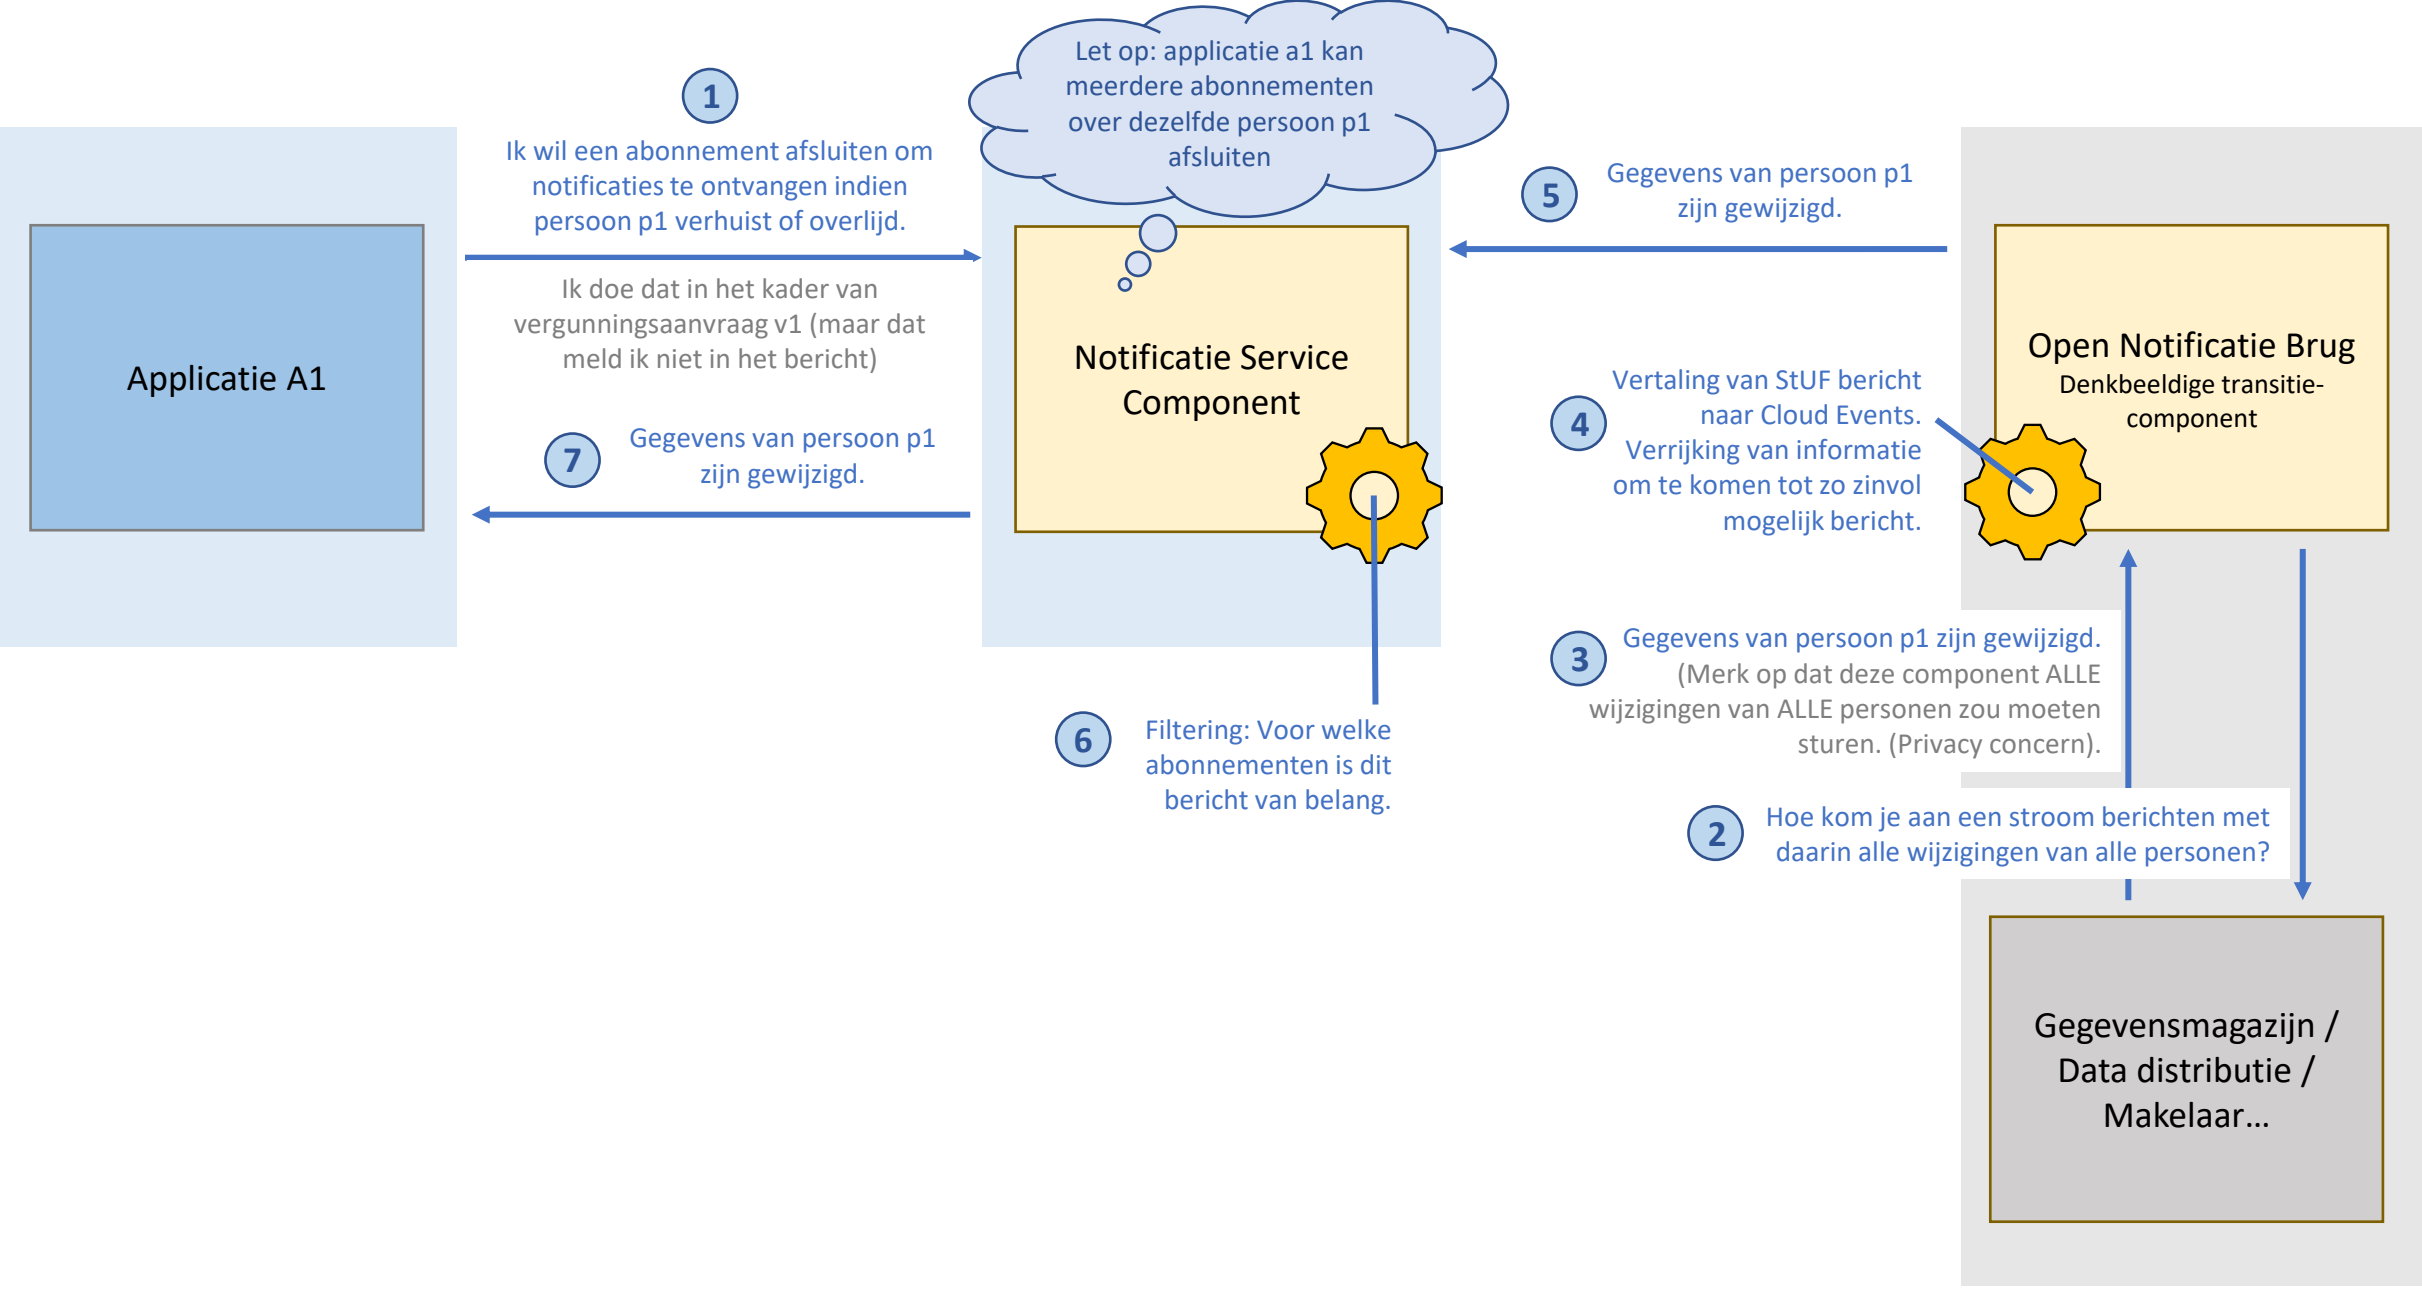 Let op: applicatie a1 kan
meerdere abonnementen
over dezelfde persoon p1
afsluiten
1
Ik wil een abonnement afsluiten om
notificaties te ontvangen indien
persoon p1 verhuist of overlijd.
Ik doe dat in het kader van
vergunningsaanvraag v1 (maar dat
meld ik niet in het bericht)
7
Gegevens van persoon p1
zijn gewijzigd.
Applicatie A1
Notificatie Service
Component
5
Gegevens van persoon p1
zijn gewijzigd.
Open Notificatie Brug
Denkbeeldige transitie-
component
4
Vertaling van StUF bericht
naar Cloud Events.
Verrijking van informatie
om te komen tot zo zinvol
mogelijk bericht.
3
Gegevens van persoon p1 zijn gewijzigd.
(Merk op dat deze component ALLE
wijzigingen van ALLE personen zou moeten
sturen. (Privacy concern).
6
Filtering: Voor welke
abonnementen is dit
bericht van belang.
2
Hoe kom je aan een stroom berichten met
daarin alle wijzigingen van alle personen?
Gegevensmagazijn /
Data distributie /
Makelaar...